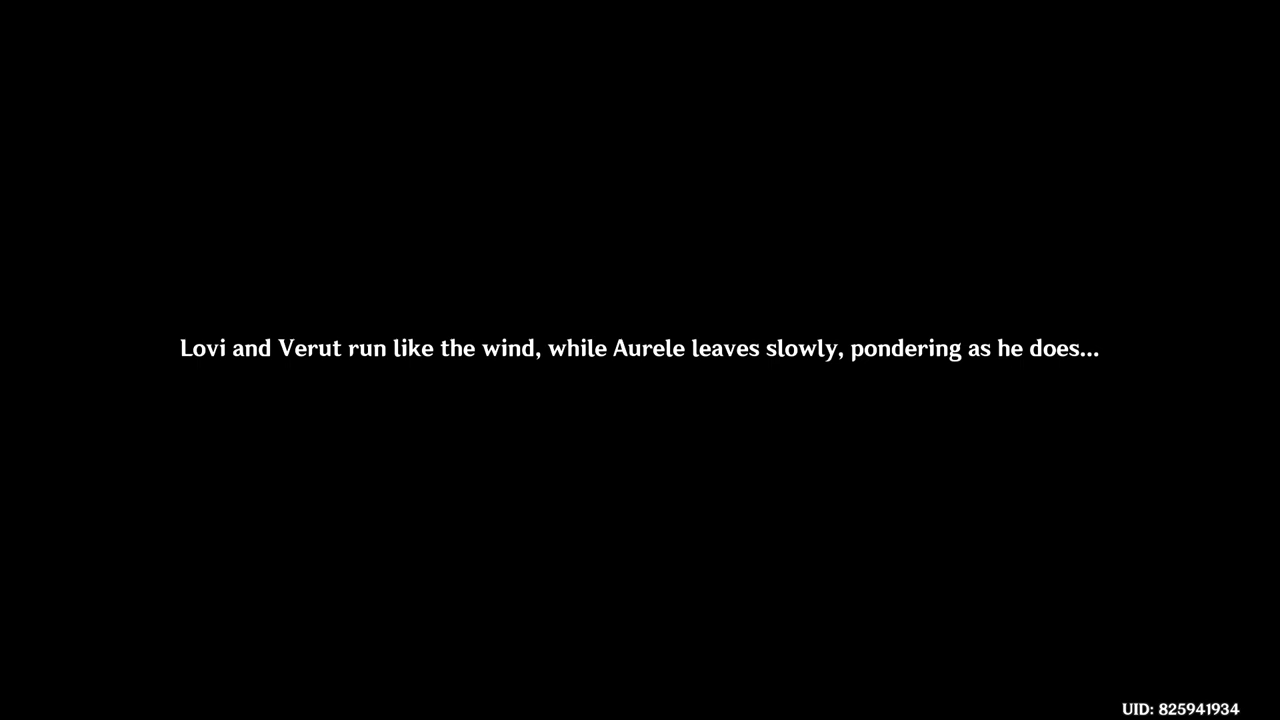 Lovi and Verut run like the wind, while Aurele leaves slowly, pondering as he does...
UID: 825941934